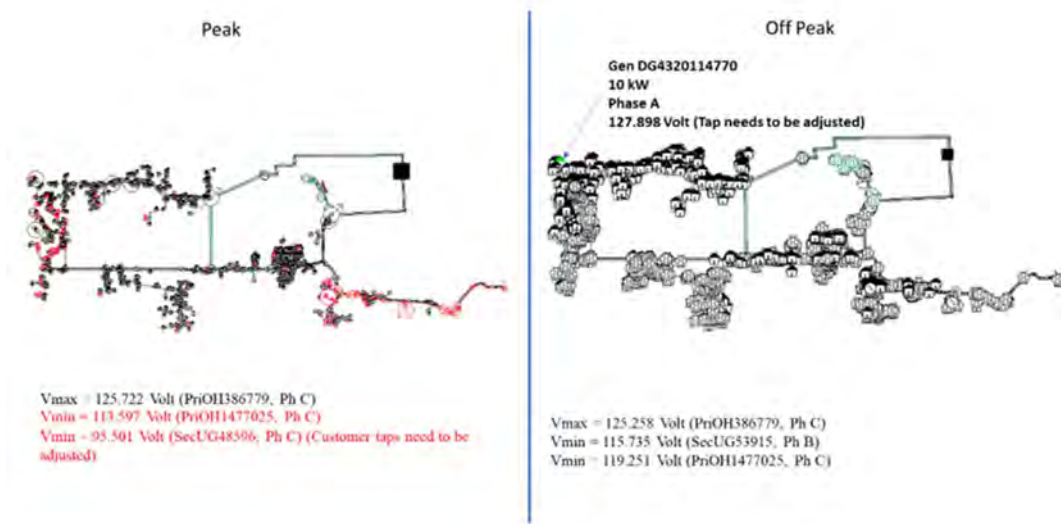 Peak
Vmax = 125.722 Volt (PriOH386779, Ph C)
Vmin = 113.597 Volt (PriOH1477025, Ph C)
Vmin = 95.501 Volt (SecUG48596, Ph C) (Customer taps need to be
adjusted)
Off Peak
Gen DG4320114770
10 kW
Phase A
127.898 Volt (Tap needs to be adjusted)
Vmax = 125.258 Volt (PriOH386779, Ph C)
Vmin = 115.735 Volt (SecUG53915, Ph B)
Vmin = 119.251 Volt (PriOH1477025, Ph C)